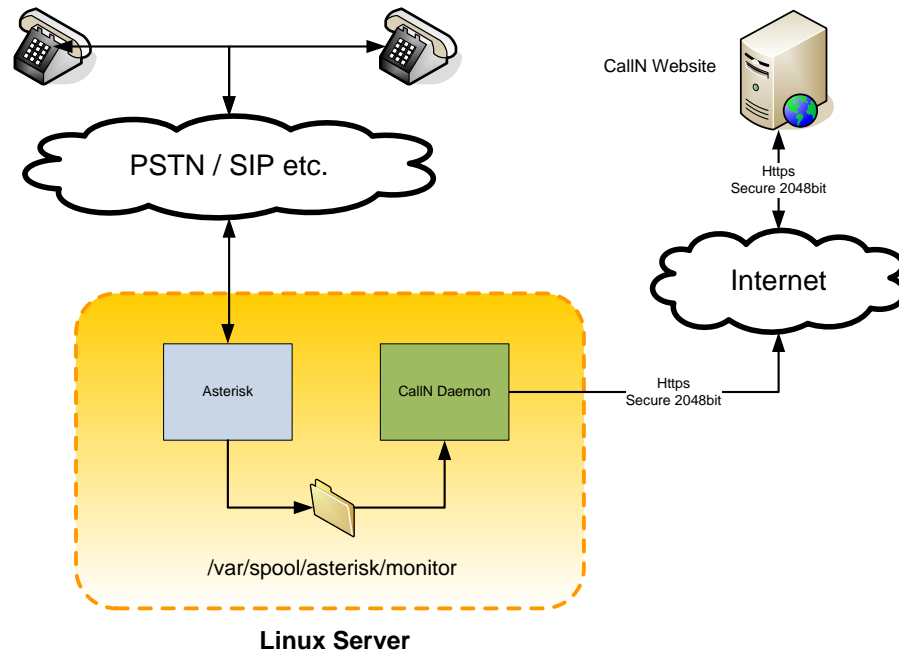 CallN Website
PSTN / SIP etc.
Https
Secure 2048bit
Internet
Asterisk
CallN Daemon
Https
Secure 2048bit
/var/spool/asterisk/monitor
Linux Server